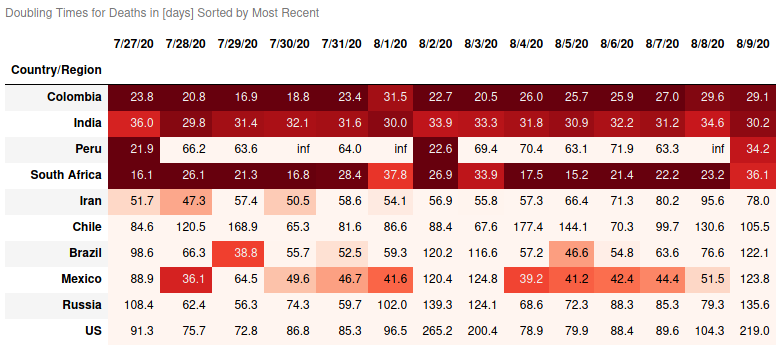 Doubling Times for Deaths in [days] Sorted by Most Recent
7/27/20 7/28/20 7/29/20 7/30/20 7/31/20 8/1/20 8/2/20 8/3/20 8/4/20 8/5/20 8/6/20 8/7/20 8/8/20 8/9/20
Country/Region
Colombia 23.8 20.8 16.9 18.8 23.4 31.5 22.7 20.5 26.0 25.7 25.9 27.0 29.6 29.1
India 36.0 29.8 31.4 32.1 31.6 30.0 33.9 33.3 31.8 30.9 32.2 31.2 34.6 30.2
Peru 21.9 66.2 63.6 inf 64.0 inf 22.6 69.4 70.4 63.1 71.9 63.3 inf 34.2
South Africa 16.1 26.1 21.3 16.8 28.4 37.8 26.9 33.9 17.5 15.2 21.4 22.2 23.2 36.1
Iran 51.7 47.3 57.4 50.5 58.6 54.1 56.9 55.8 57.3 66.4 71.3 80.2 95.6 78.0
Chile 84.6 120.5 168.9 65.3 81.6 86.6 88.4 67.6 177.4 144.1 70.3 99.7 130.6 105.5
Brazil 98.6 66.3 38.8 55.7 52.5 59.3 120.2 116.6 57.2 46.6 54.8 63.6 76.6 122.1
Mexico 88.9 36.1 64.5 49.6 46.7 41.6 120.4 124.8 39.2 41.2 42.4 44.4 51.5 123.8
Russia 108.4 62.4 56.3 74.3 59.7 102.0 139.3 124.1 68.6 72.3 88.3 85.3 79.3 135.6
US 91.3 75.7 72.8 86.8 85.3 96.5 265.2 200.4 78.9 79.9 88.4 89.6 104.3 219.0